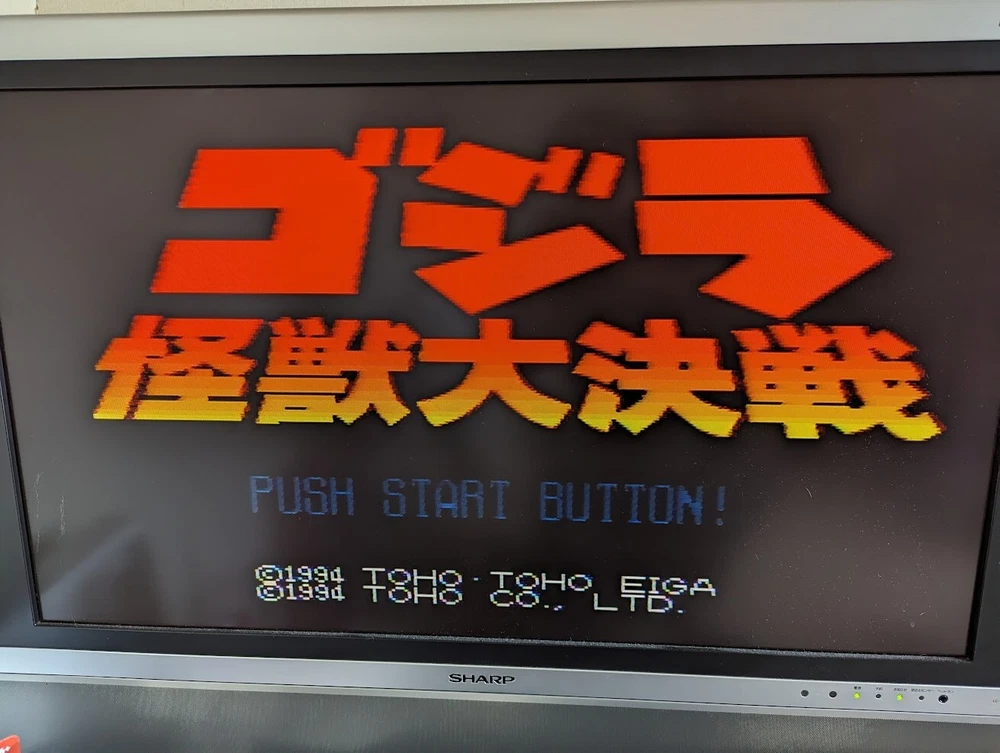 ゴジラ
怪獣大決戦
PUSH START BUTTON!
©1994 TOHO・TOHO EIGA
©1994 TOHO CO., LTD.
SHARP